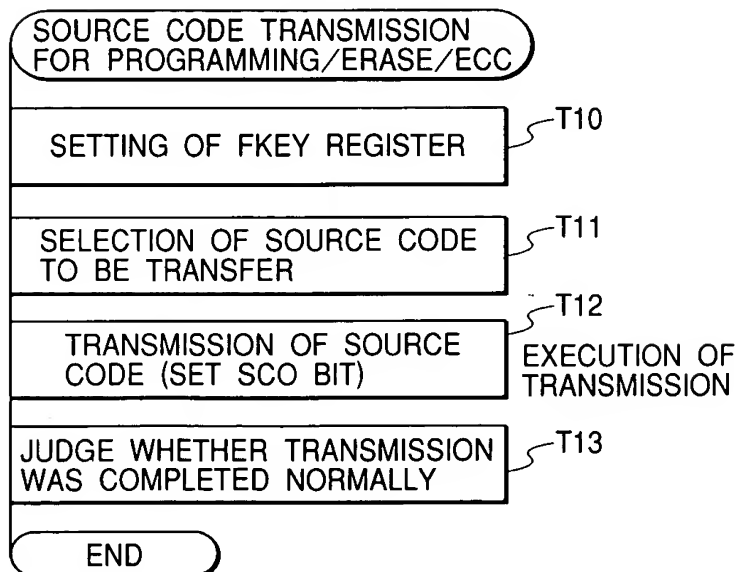 SOURCE CODE TRANSMISSION
FOR PROGRAMMING/ERASE/ECC
T10
SETTING OF FKEY REGISTER
T11
SELECTION OF SOURCE CODE
TO BE TRANSFER
T12
TRANSMISSION OF SOURCE
CODE (SET SCO BIT)
EXECUTION OF
TRANSMISSION
T13
JUDGE WHETHER TRANSMISSION
WAS COMPLETED NORMALLY
END